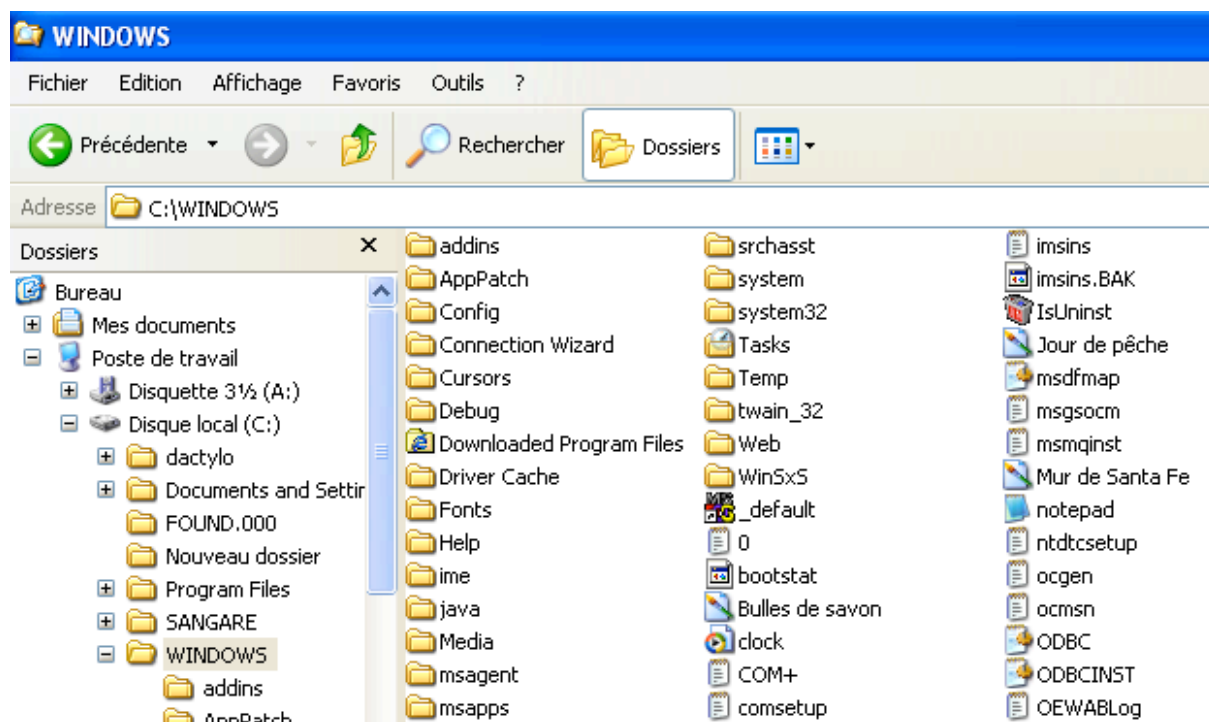 WINDOWS
Fichier Edition Affichage Favoris Outils ?
Précédente Rechercher Dossiers
Adresse C:\WINDOWS
Dossiers
Bureau
Mes documents
Poste de travail
Disquette 3½ (A:)
Disque local (C:)
dactylo
Documents and Settin
FOUND.000
Nouveau dossier
Program Files
SANGARE
WINDOWS
addins
AppPatch
addins
AppPatch
Config
Connection Wizard
Cursors
Debug
Downloaded Program Files
Driver Cache
Fonts
Help
ime
java
Media
msagent
msapps
srchasst
system
system32
Tasks
Temp
twain_32
Web
WinSxS
_default
0
bootstat
Bulles de savon
clock
COM+
comsetup
imsins
imsins.BAK
IsUninst
Jour de pêche
msdfmap
msgsocm
msmqinst
Mur de Santa Fe
notepad
ntdtcsetup
ocgen
ocmsn
ODBC
ODBCINST
OEWABLog